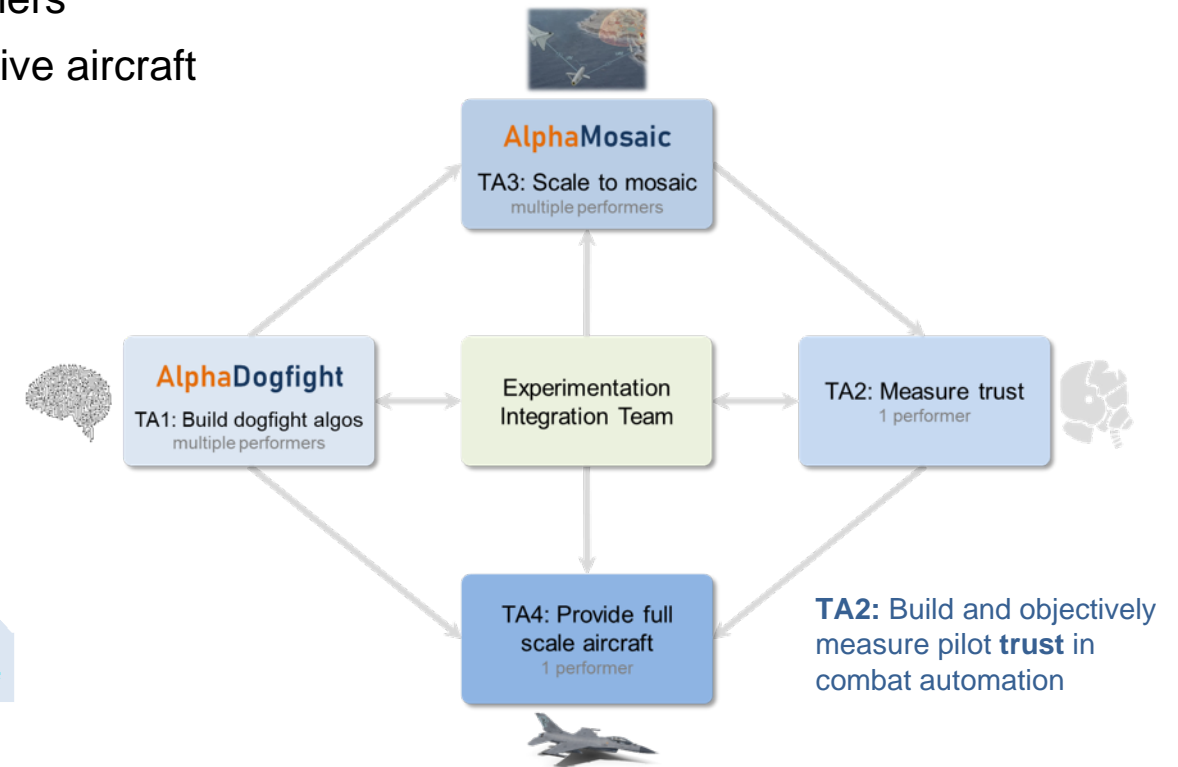 ive aircraft
AlphaMosaic
TA3: Scale to mosaic
multiple performers
AlphaDogfight
TA1: Build dogfight algos
multiple performers
Experimentation
Integration Team
TA2: Measure trust
1 performer
TA4: Provide full
scale aircraft
1 performer
TA2: Build and objectively
measure pilot trust in
combat automation